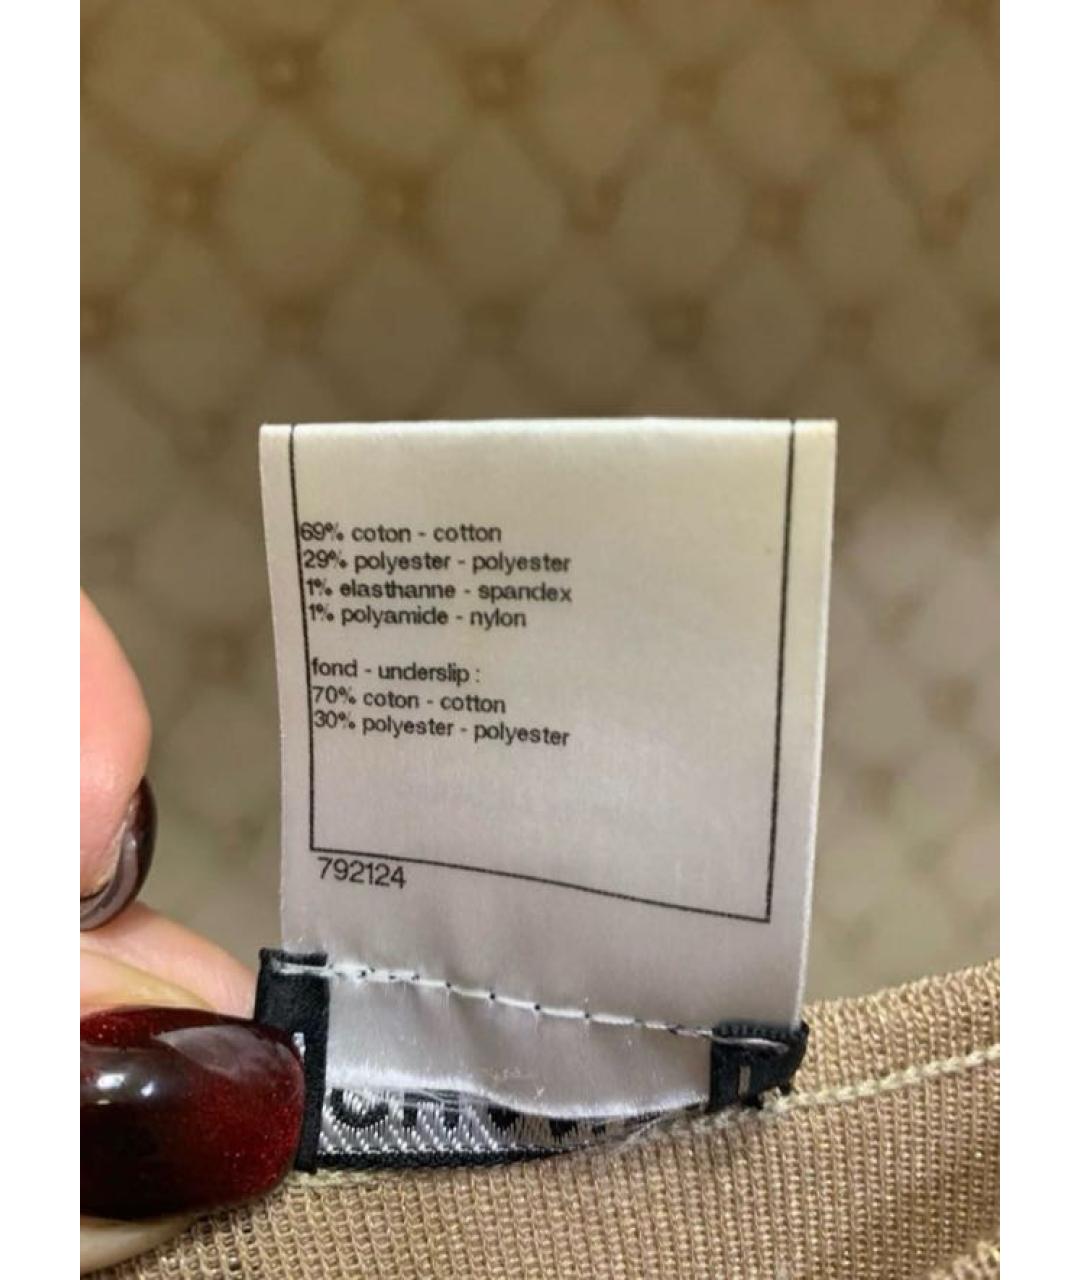 69% coton - cotton
29% polyester - polyester
1% elasthanne - spandex
1% polyamide - nylon
fond - underslip :
70% coton - cotton
30% polyester - polyester
792124